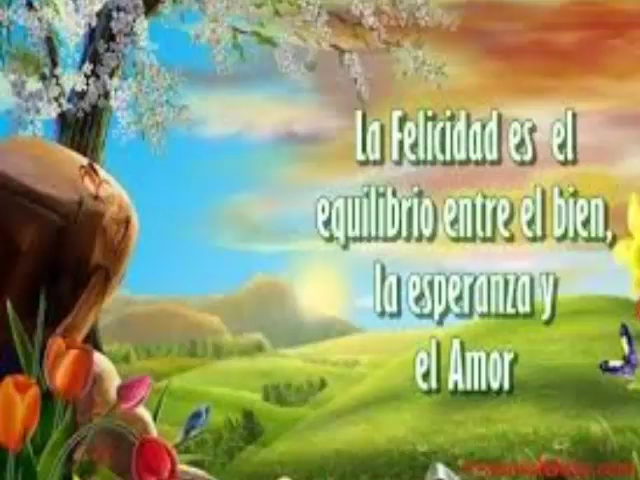 La Felicidad es el
equilibrio entre el bien,
la esperanza y
el Amor